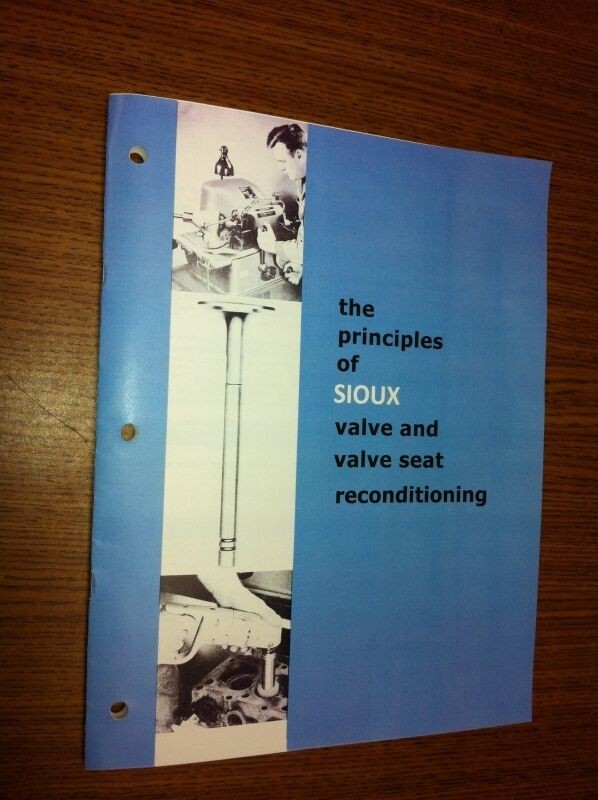 the
principles
of
SIOUX
valve and
valve seat
reconditioning